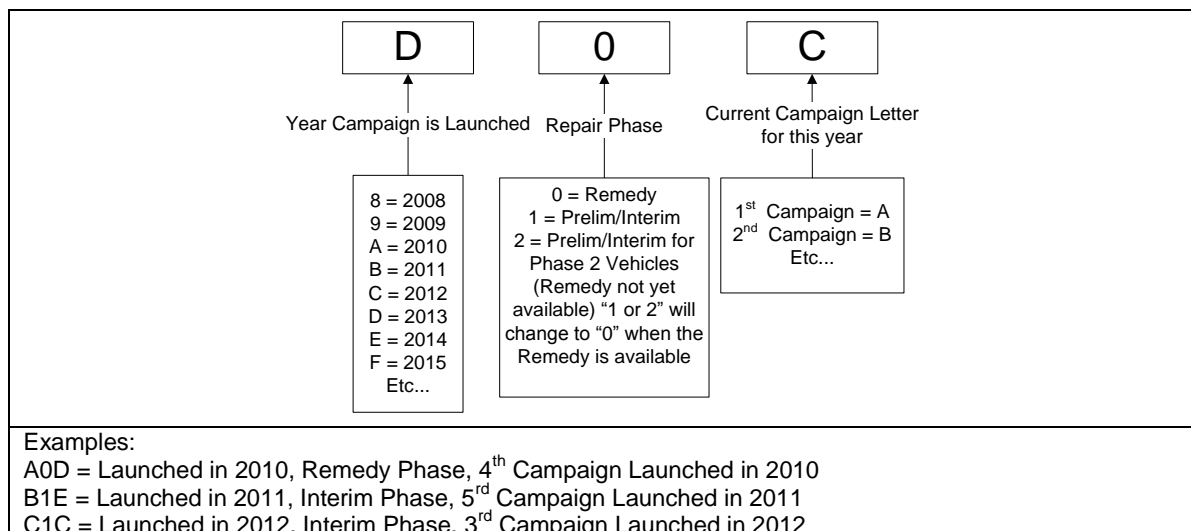 D 0 C
Year Campaign is Launched
Repair Phase
Current Campaign Letter
for this year
8 = 2008
9 = 2009
A = 2010
B = 2011
C = 2012
D = 2013
E = 2014
F = 2015
Etc...
0 = Remedy
1 = Prelim/Interim
2 = Prelim/Interim for
Phase 2 Vehicles
(Remedy not yet
available) “1 or 2” will
change to “0” when the
Remedy is available
1st Campaign = A
2nd Campaign = B
Etc...
Examples:
A0D = Launched in 2010, Remedy Phase, 4th Campaign Launched in 2010
B1E = Launched in 2011, Interim Phase, 5rd Campaign Launched in 2011
C1C = Launched in 2012, Interim Phase, 3rd Campaign Launched in 2012